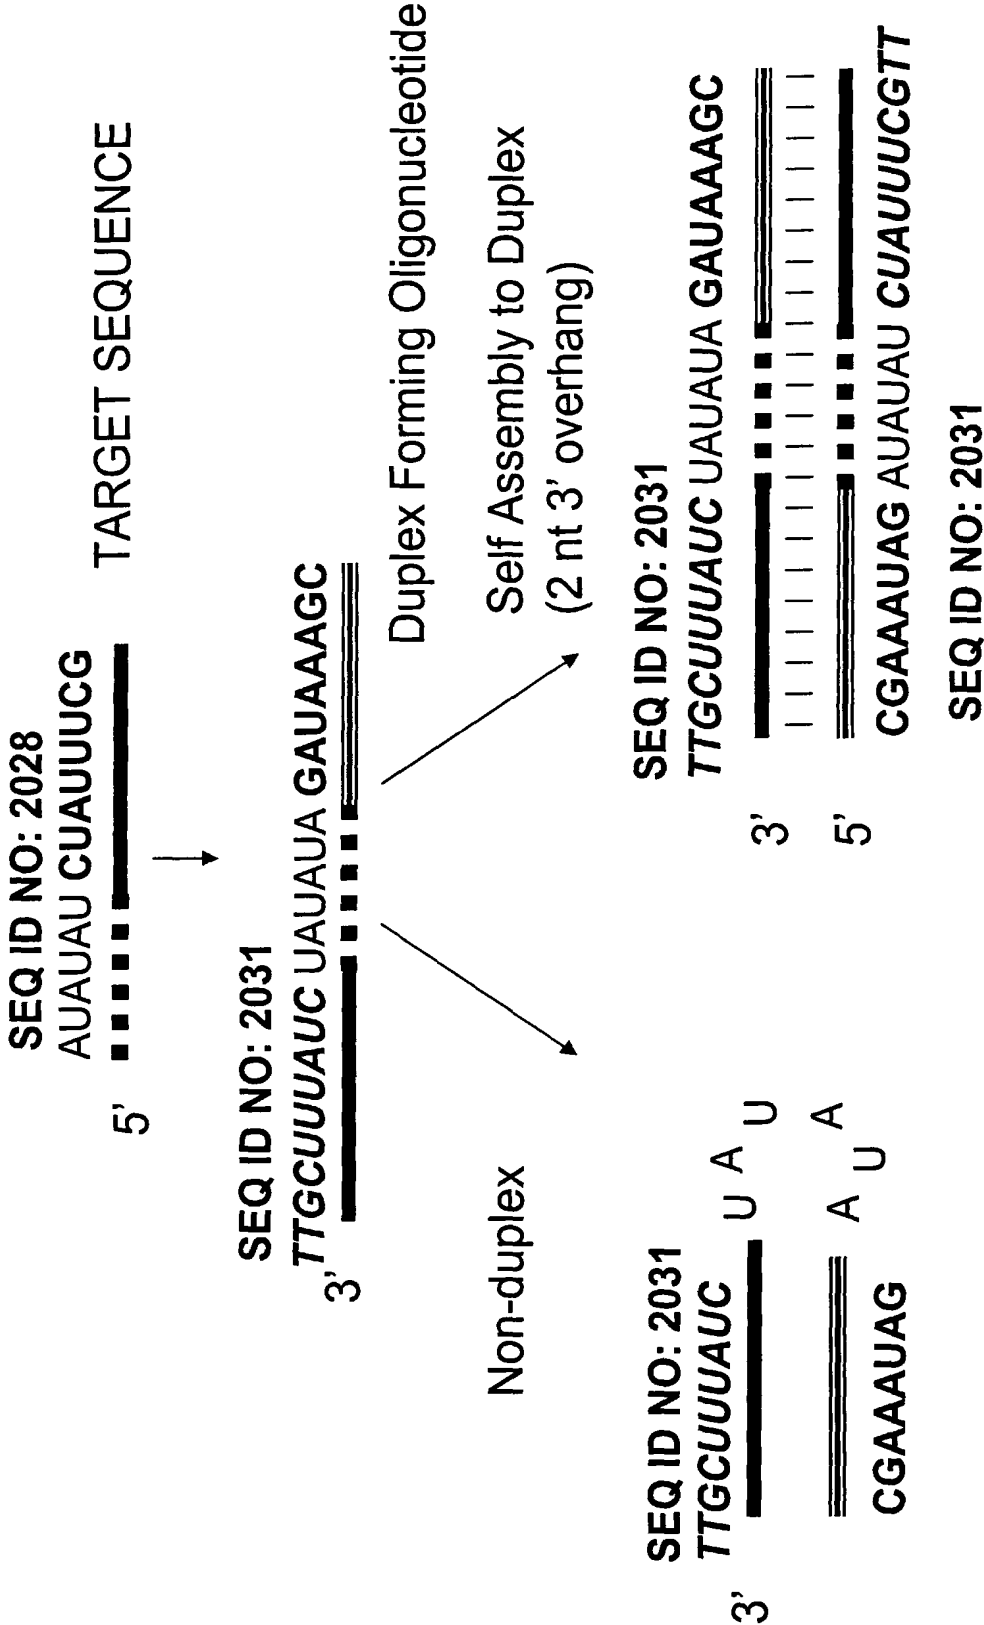 SEQ ID NO: 2028
AUAUAU CUAUUUCG
5'
TARGET SEQUENCE
SEQ ID NO: 2031
TTGCUUUAUC UAUAUA GAUAAAGC
3'
Duplex Forming Oligonucleotide
Non-duplex
Self Assembly to Duplex
(2 nt 3' overhang)
SEQ ID NO: 2031
TTGCUUUAUC
3'
U A U
A U A
CGAAAUAG
SEQ ID NO: 2031
TTGCUUUAUC UAUAUA GAUAAAGC
3'
5'
CGAAAUAG AUAUAU CUAUUUCGTT
SEQ ID NO: 2031